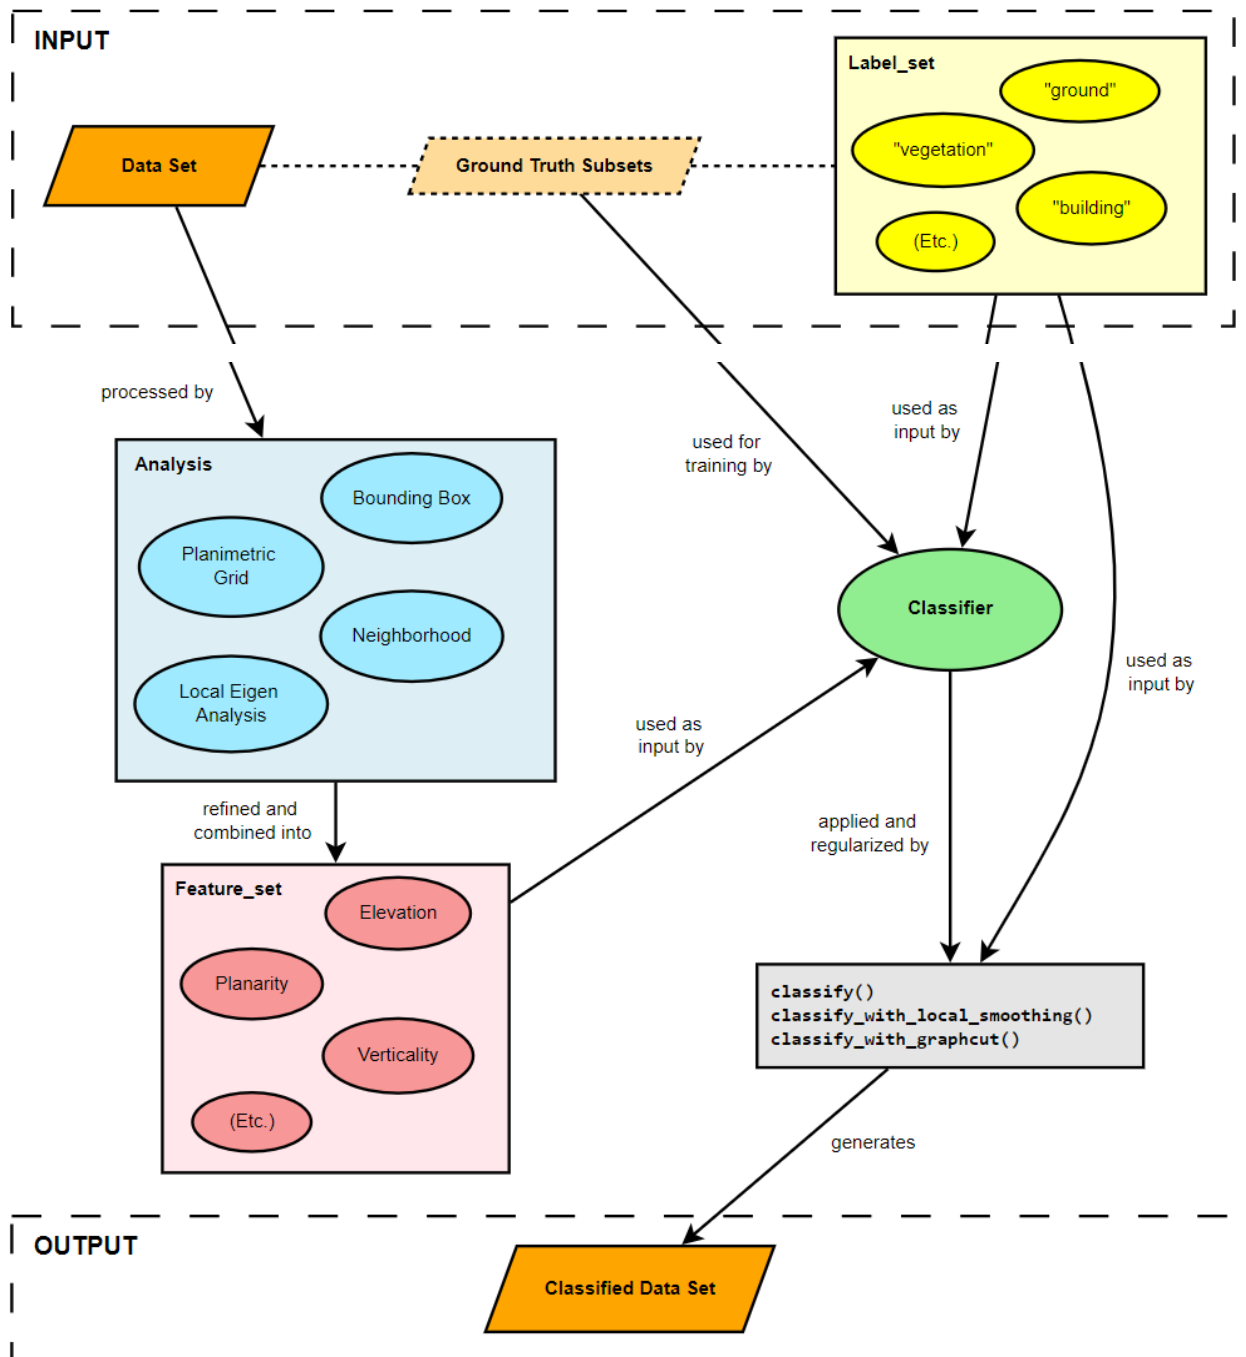 INPUT
Label_set
"ground"
"vegetation"
"building"
(Etc.)
Data Set
Ground Truth Subsets
processed by
used for
training by
used as
input by
Analysis
Bounding Box
Planimetric
Grid
Neighborhood
Local Eigen
Analysis
Classifier
used as
input by
used as
input by
refined and
combined into
applied and
regularized by
Feature_set
Elevation
Planarity
Verticality
(Etc.)
classify()
classify_with_local_smoothing()
classify_with_graphcut()
generates
OUTPUT
Classified Data Set